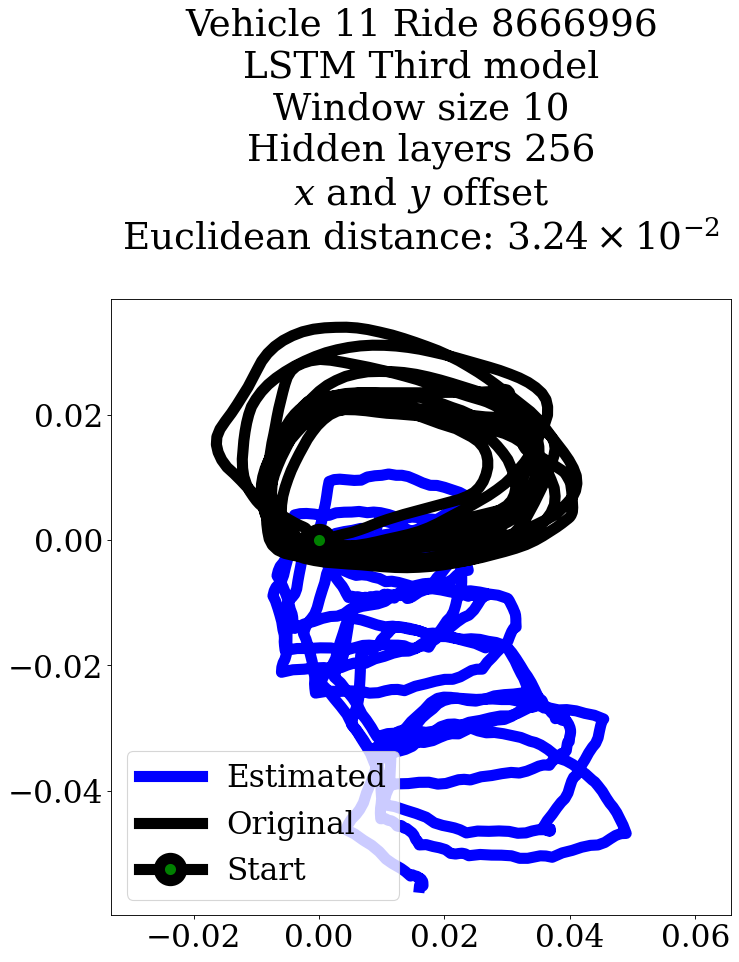 Vehicle 11 Ride 8666996
LSTM Third model
Window size 10
Hidden layers 256
x and y offset
Euclidean distance: 3.24 × 10⁻²
0.02
0.00
−0.02
−0.04
Estimated
Original
Start
−0.02 0.00 0.02 0.04 0.06